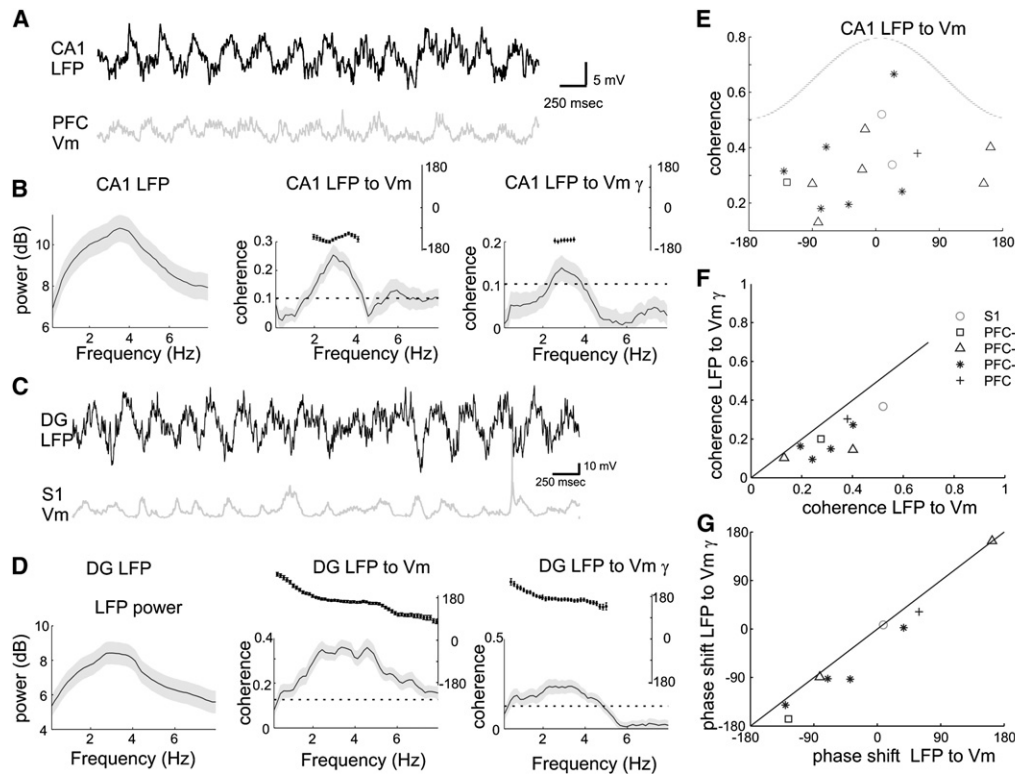 A
CA1
LFP
5 mV
250 msec
PFC
Vm
B
CA1 LFP
power (dB)
10
8
6
2 4 6
Frequency (Hz)
CA1 LFP to Vm
180
0
-180
coherence
0.3
0.2
0.1
0
2 4 6
Frequency (Hz)
CA1 LFP to Vm γ
180
0
-180
coherence
0.2
0.1
0
2 4 6
Frequency (Hz)
C
DG
LFP
10 mV
250 msec
S1
Vm
D
DG LFP
LFP power
power (dB)
10
8
6
4
2 4 6
Frequency (Hz)
DG LFP to Vm
180
0
-180
coherence
0.4
0.2
0
2 4 6
Frequency (Hz)
DG LFP to Vm γ
180
0
-180
coherence
0.5
0
2 4 6
Frequency (Hz)
E
CA1 LFP to Vm
coherence
0.8
0.6
0.4
0.2
0
-180 -90 0 90 180
F
coherence LFP to Vm γ
1
0.8
0.6
0.4
0.2
0
0 0.2 0.4 0.6 0.8 1
coherence LFP to Vm
S1
PFC-
PFC-
PFC-
PFC
G
phase shift LFP to Vm γ
180
90
0
-90
-180
-180 -90 0 90 180
phase shift LFP to Vm